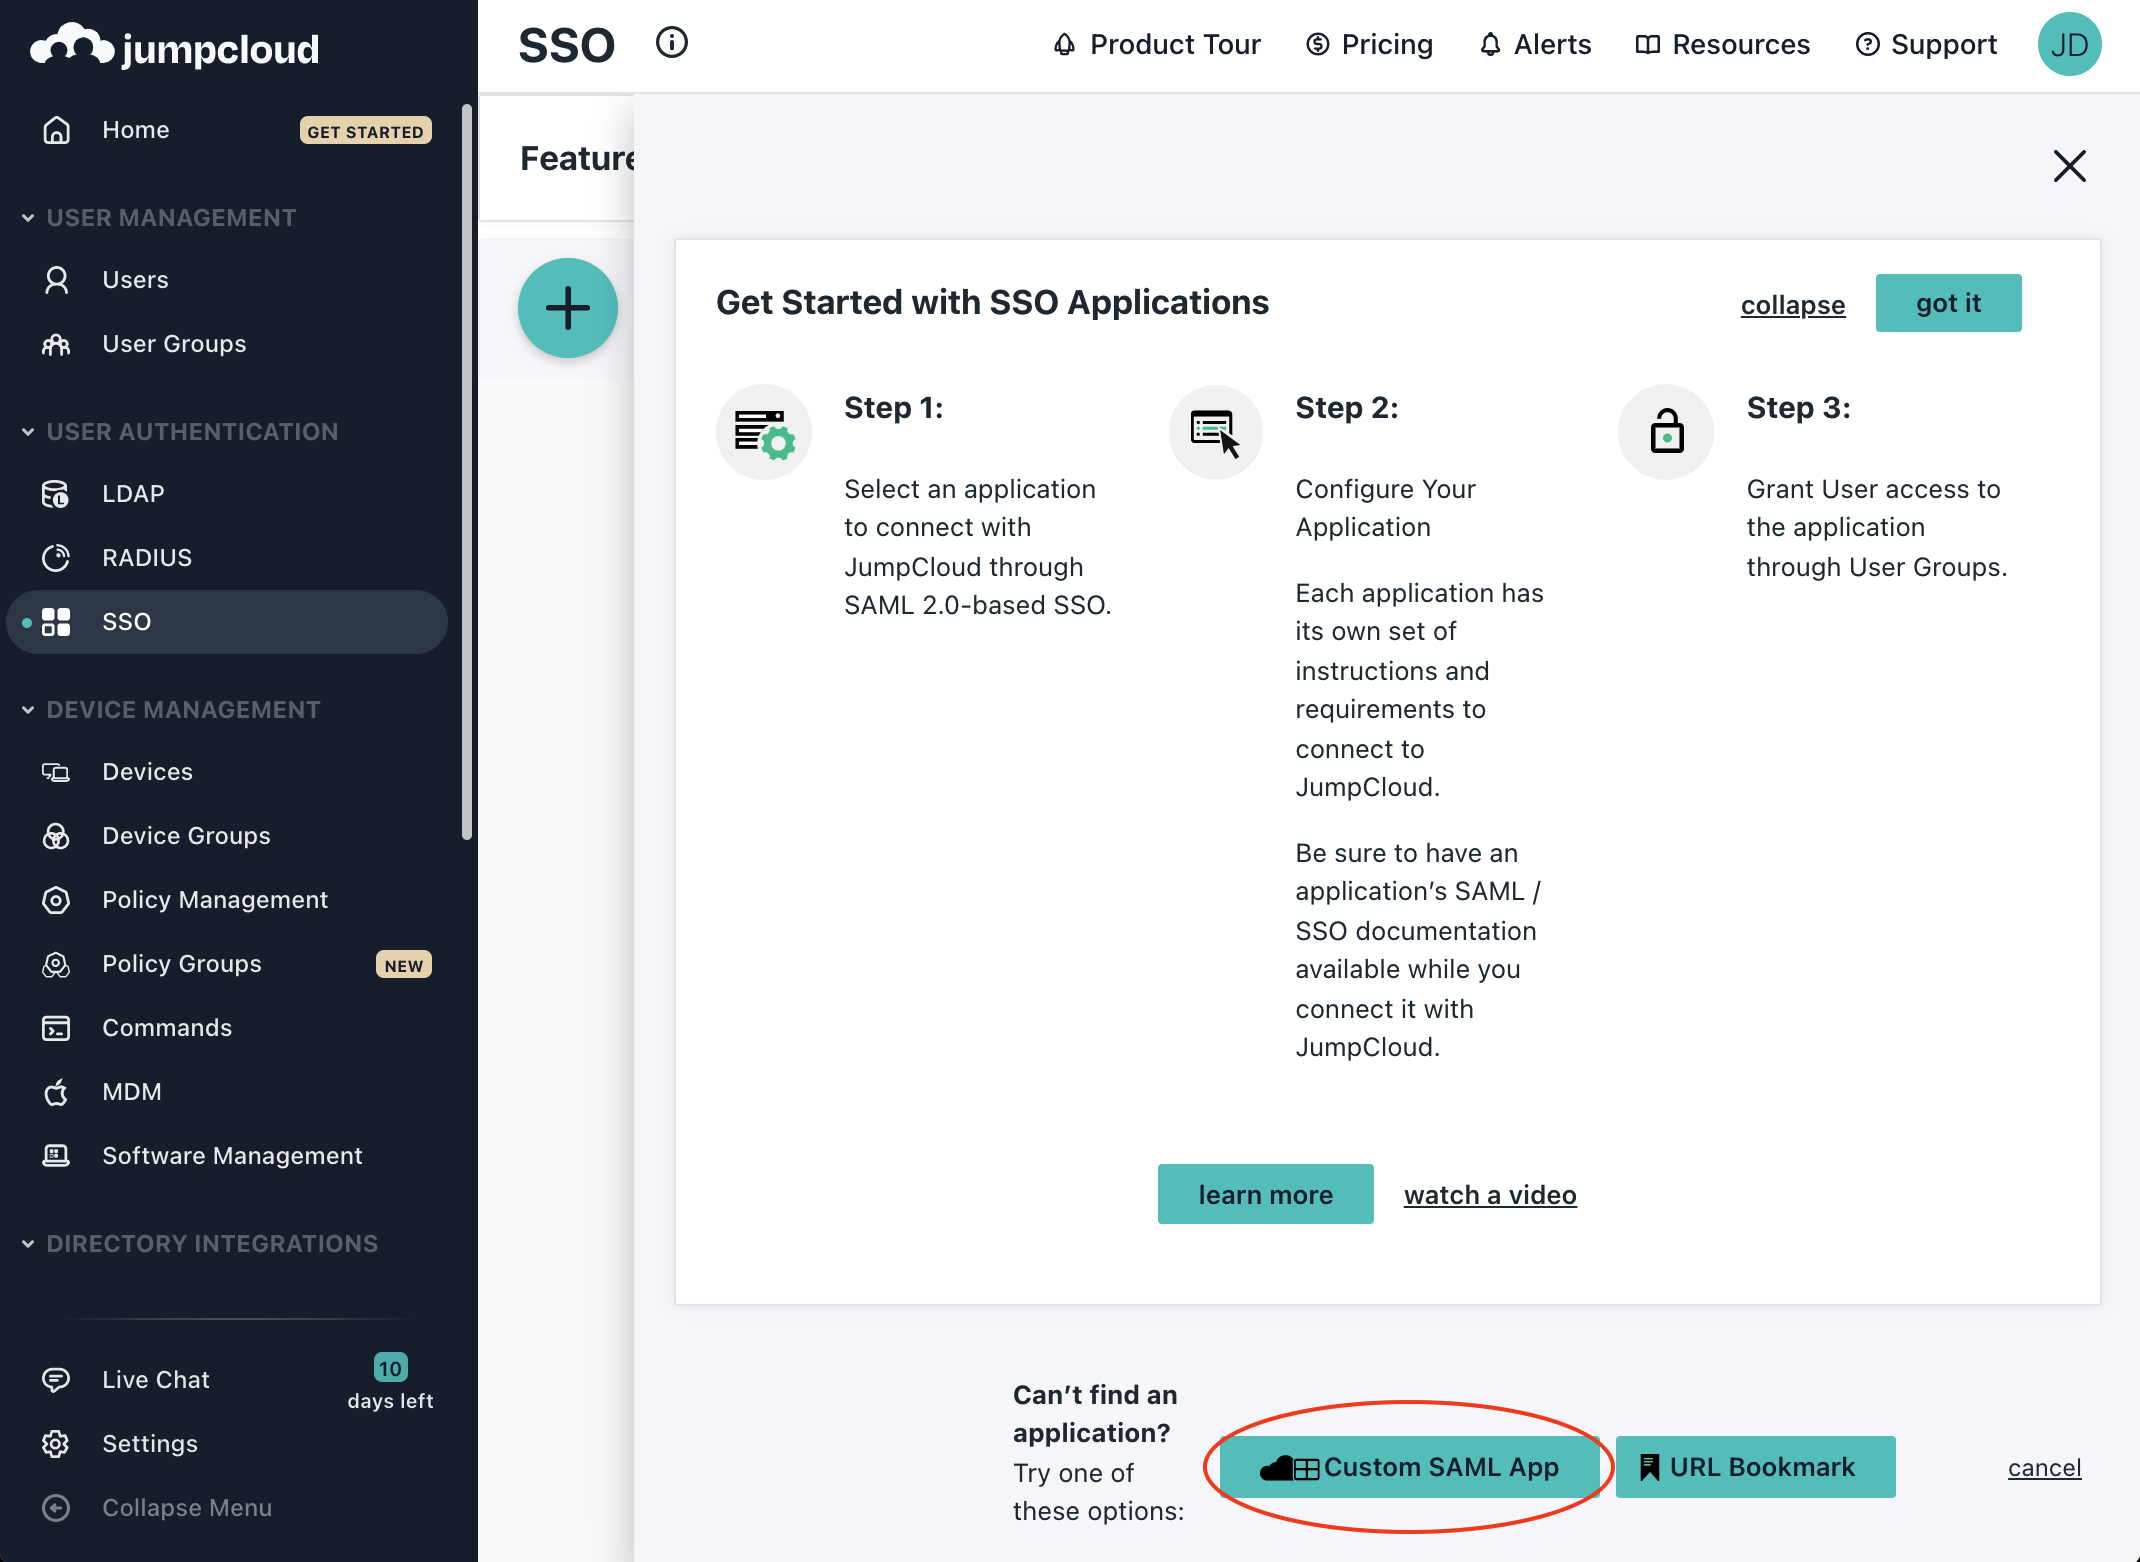 jumpcloud
Home
GET STARTED
USER MANAGEMENT
Users
User Groups
USER AUTHENTICATION
LDAP
RADIUS
SSO
DEVICE MANAGEMENT
Devices
Device Groups
Policy Management
Policy Groups
NEW
Commands
MDM
Software Management
DIRECTORY INTEGRATIONS
Live Chat
10
days left
Settings
Collapse Menu
SSO
Product Tour
Pricing
Alerts
Resources
Support
JD
Feature
Get Started with SSO Applications
collapse
got it
Step 1:
Select an application
to connect with
JumpCloud through
SAML 2.0-based SSO.
Step 2:
Configure Your
Application
Each application has
its own set of
instructions and
requirements to
connect to
JumpCloud.
Be sure to have an
application’s SAML /
SSO documentation
available while you
connect it with
JumpCloud.
Step 3:
Grant User access to
the application
through User Groups.
learn more
watch a video
Can’t find an
application?
Try one of
these options:
Custom SAML App
URL Bookmark
cancel